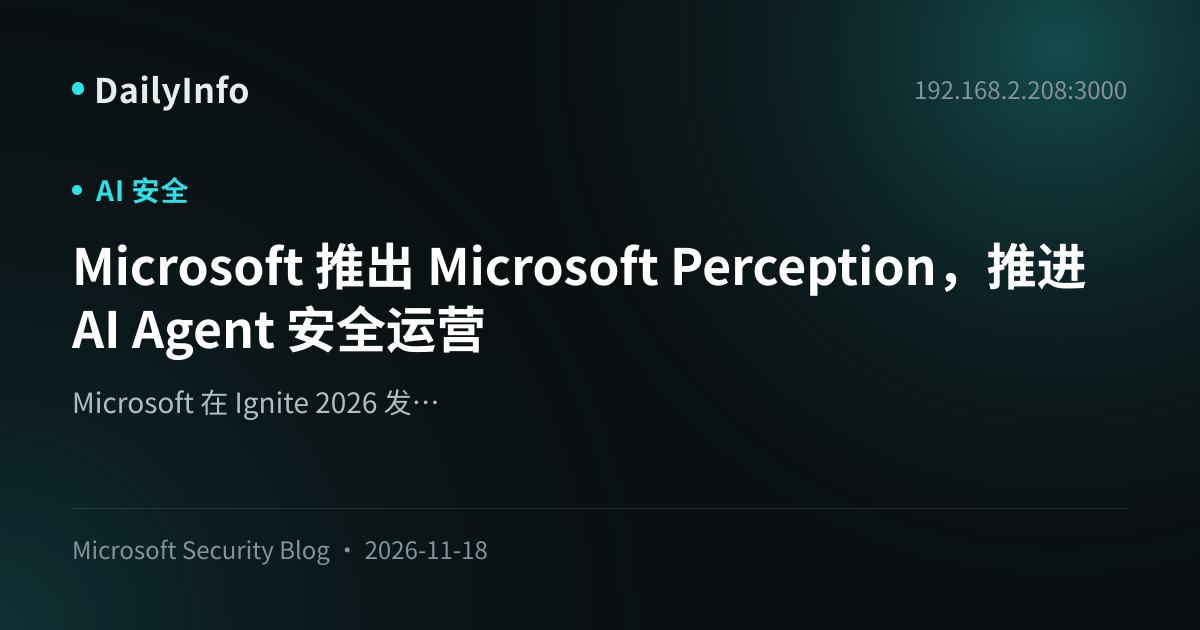 DailyInfo
192.168.2.208:3000
AI 安全
Microsoft 推出 Microsoft Perception，推进
AI Agent 安全运营
Microsoft 在 Ignite 2026 发…
Microsoft Security Blog · 2026-11-18